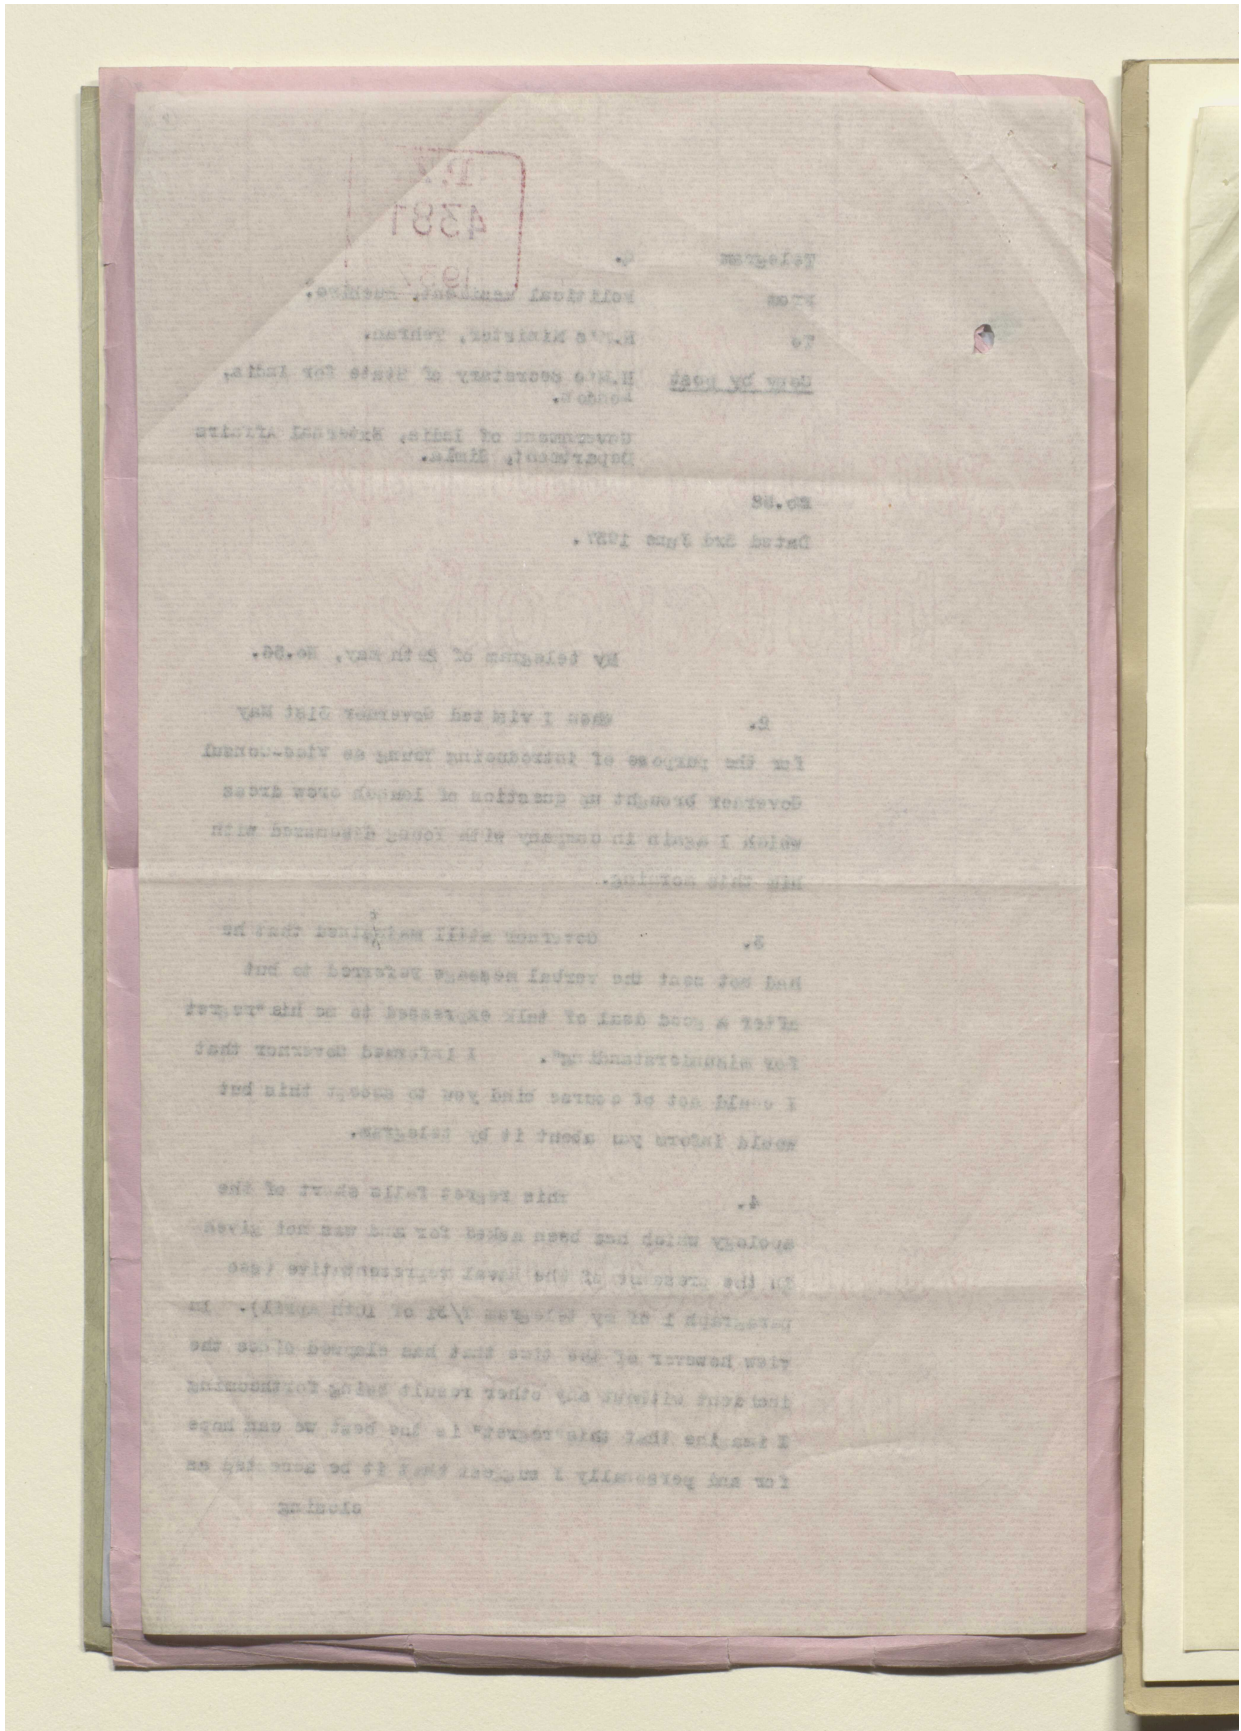 P.Z.
4381
1937
Telegram Q.
From Political Resident, Bushire.
To H.M's Minister, Tehran.
Copy by post H.M's Secretary of State for India,
London.
Government of India, External Affairs
Department, Simla.
No.58
Dated 3rd June 1937.
My telegram of 28th May, No.56.
2. When I visited Governor 31st May
for the purpose of introducing Young as Vice-Consul
Governor brought up question of launch crew dress
which I again in company with Young discussed with
him this morning.
3. Governor still maintained that he
had not sent the verbal message referred to but
after a good deal of talk expressed to me his "regret
for misunderstanding". I informed Governor that
I could not of course bind you to accept this but
would inform you about it by telegram.
4. This regret falls short of the
apology which has been asked for and was not given
in the presence of the Naval representative (see
paragraph 1 of my telegram T/51 of 10th April). In
view however of the time that has elapsed since the
incident without any other result being forthcoming
I imagine that this "regret" is the best we can hope
for and personally I suggest that it be accepted as
closing